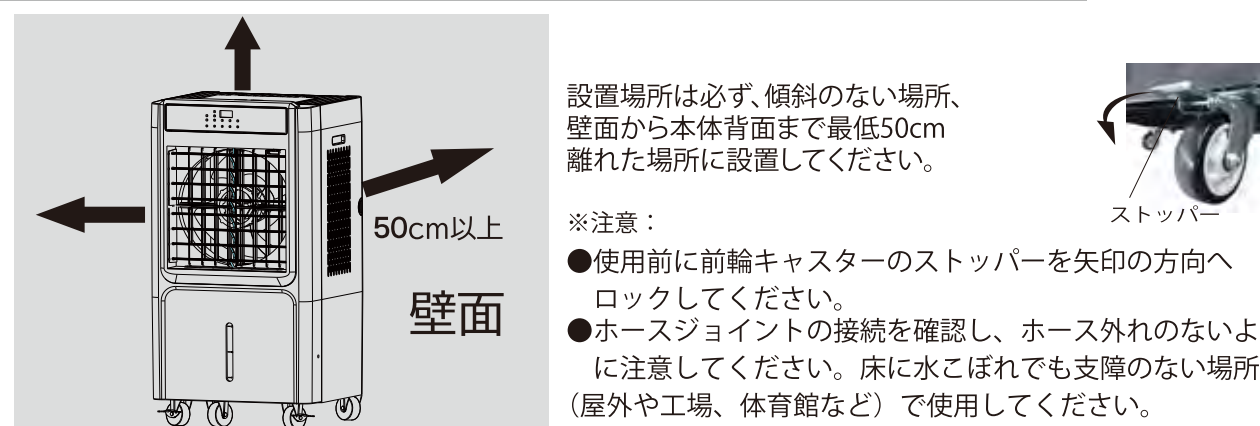 50cm以上
壁面
設置場所は必ず、傾斜のない場所、
壁面から本体背面まで最低50cm
離れた場所に設置してください。
ストッパー
※注意：
●使用前に前輪キャスターのストッパーを矢印の方向へ
ロックしてください。
●ホースジョイントの接続を確認し、ホース外れのないよ
に注意してください。床に水こぼれでも支障のない場所
（屋外や工場、体育館など）で使用してください。